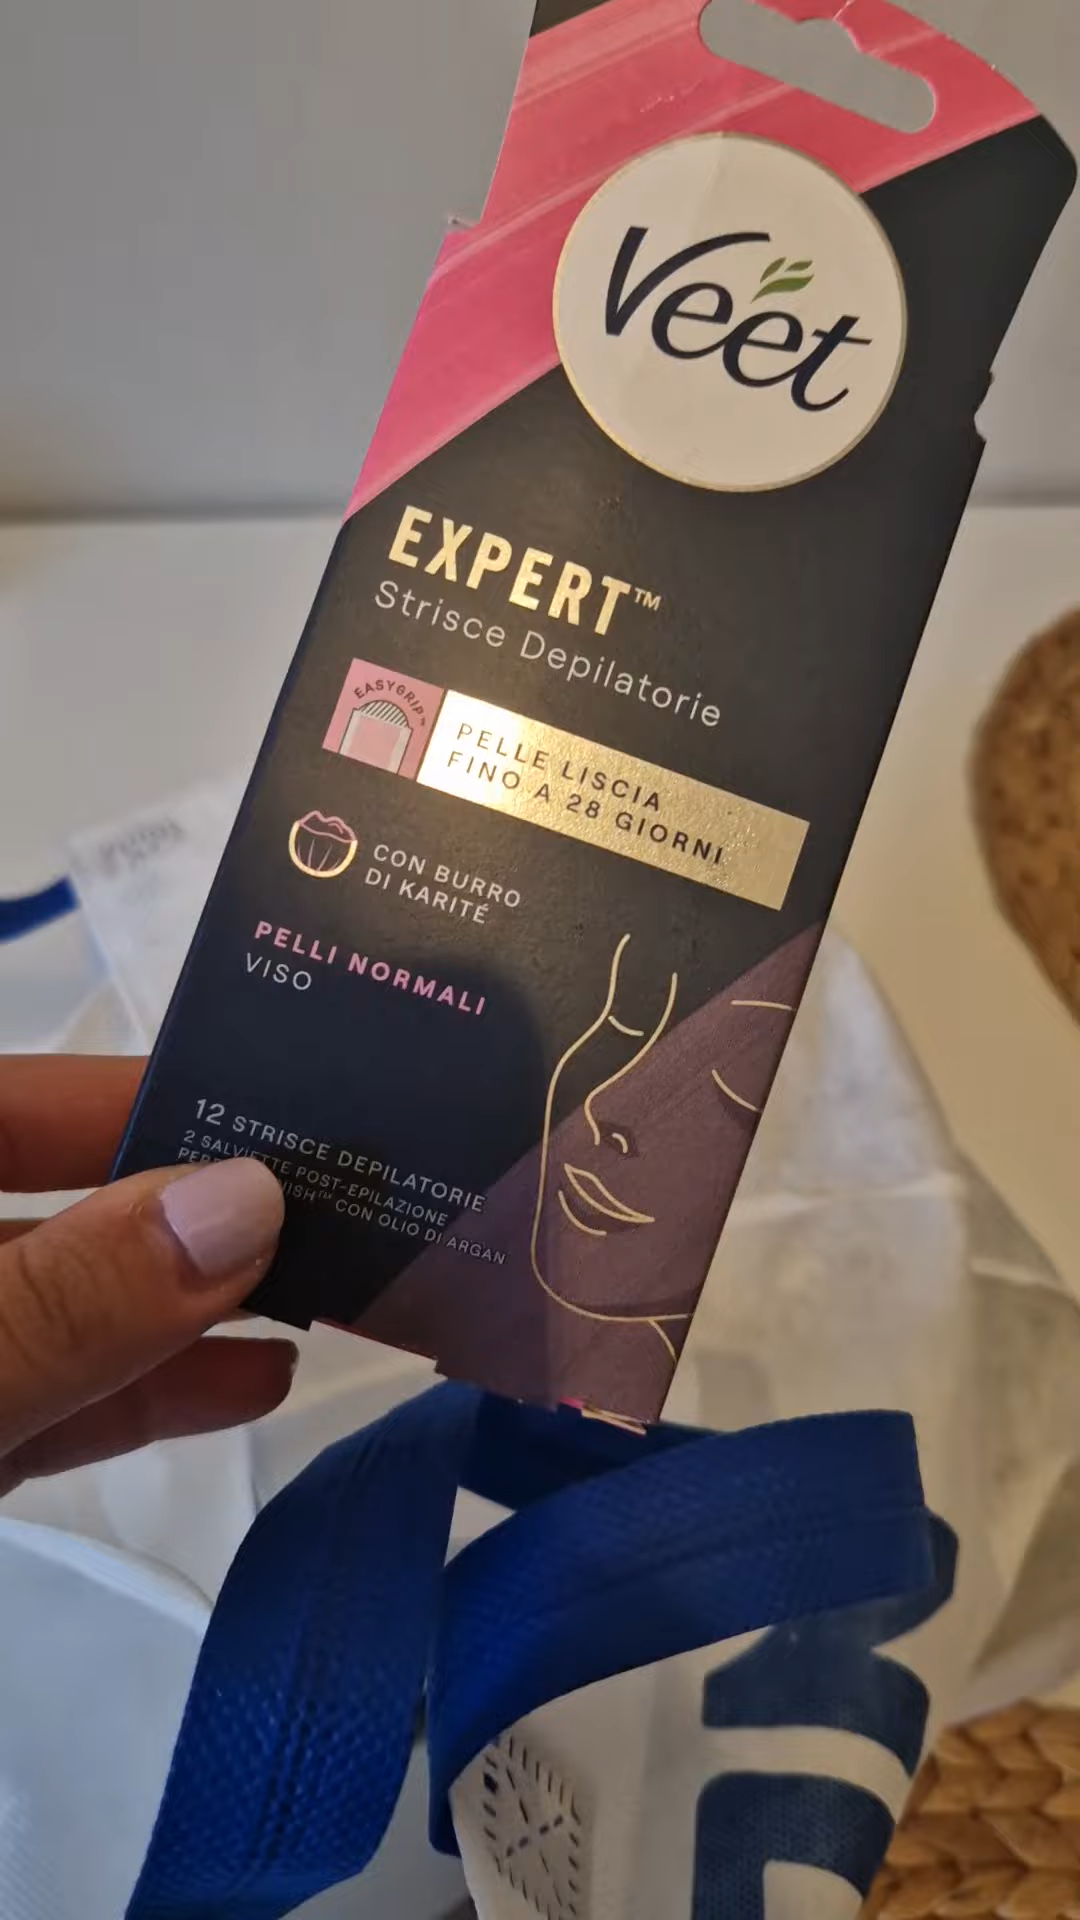 Veet
EXPERT™
Strisce Depilatorie
EASYGRIP™
PELLE LISCIA
FINO A 28 GIORNI
CON BURRO
DI KARITÉ
PELLI NORMALI
VISO
12 STRISCE DEPILATORIE
2 SALVIETTE POST-EPILAZIONE
CON OLIO DI ARGAN